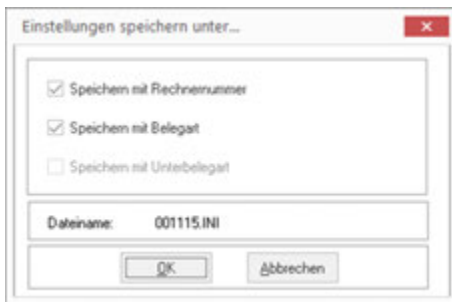 Einstellungen speichern unter...
Speichern mit Rechnernummer
Speichern mit Belegart
Speichern mit Unterbelegart
Dateiname: 001115.INI
OK Abbrechen